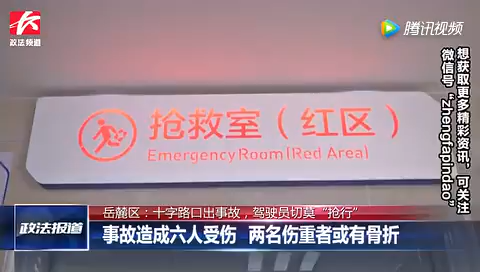 政法频道
腾讯视频
想获取更多精彩资讯，可关注
微信号“zhengfapindao”
抢救室（红区）
Emergency Room (Red Area)
岳麓区：十字路口出事故，驾驶员切莫“抢行”
政法报道
事故造成六人受伤 两名伤重者或有骨折